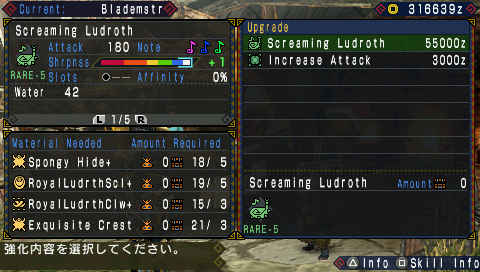 Current: Blademstr
316639z
Screaming Ludroth
Attack 180 Note
Shrpnss +1
RARE-5 Slots ●-- Affinity 0%
Water 42
L 1/5 R
Material Needed Amount Required
Spongy Hide+ 0 18/ 5
RoyalLudrthScl+ 0 19/ 5
RoyalLudrthClw+ 0 15/ 3
Exquisite Crest 0 21/ 3
Upgrade
Screaming Ludroth 55000z
Increase Attack 3000z
Screaming Ludroth Amount 0
RARE-5
強化内容を選択してください。
△ Info □ Skill Info